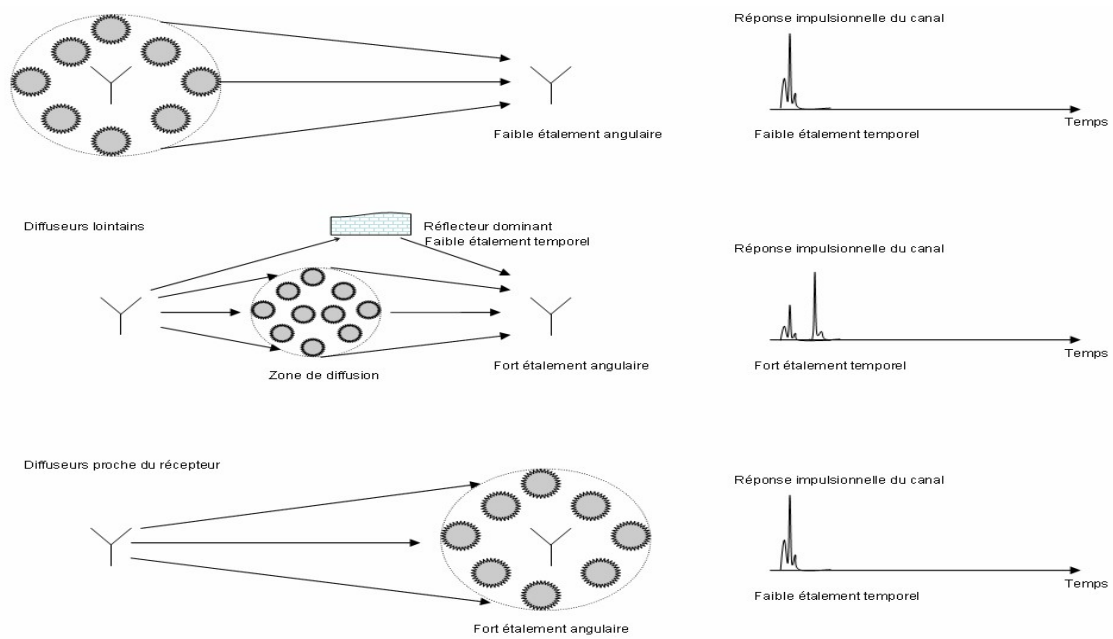 Réponse impulsionnelle du canal
Temps
Faible étalement angulaire
Faible étalement temporel
Diffuseurs lointains
Réflecteur dominant
Faible étalement temporel
Réponse impulsionnelle du canal
Temps
Fort étalement angulaire
Fort étalement temporel
Zone de diffusion
Diffuseurs proche du récepteur
Réponse impulsionnelle du canal
Temps
Faible étalement temporel
Fort étalement angulaire